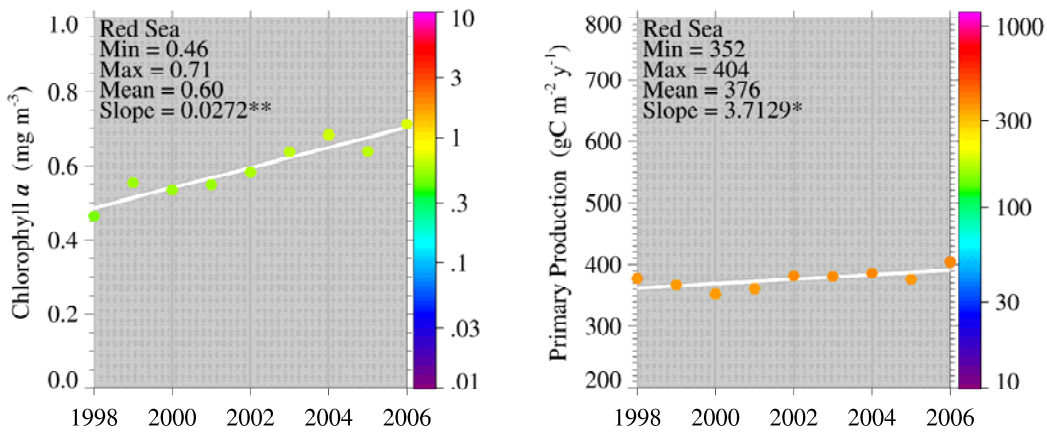 Red Sea
Min = 0.46
Max = 0.71
Mean = 0.60
Slope = 0.0272**
Chlorophyll a (mg m-3)
1.0
0.8
0.6
0.4
0.2
0.0
1998 2000 2002 2004 2006
10
3
1
.3
.1
.03
.01
Red Sea
Min = 352
Max = 404
Mean = 376
Slope = 3.7129*
Primary Production (gC m-2 y-1)
800
700
600
500
400
300
200
1998 2000 2002 2004 2006
1000
300
100
30
10